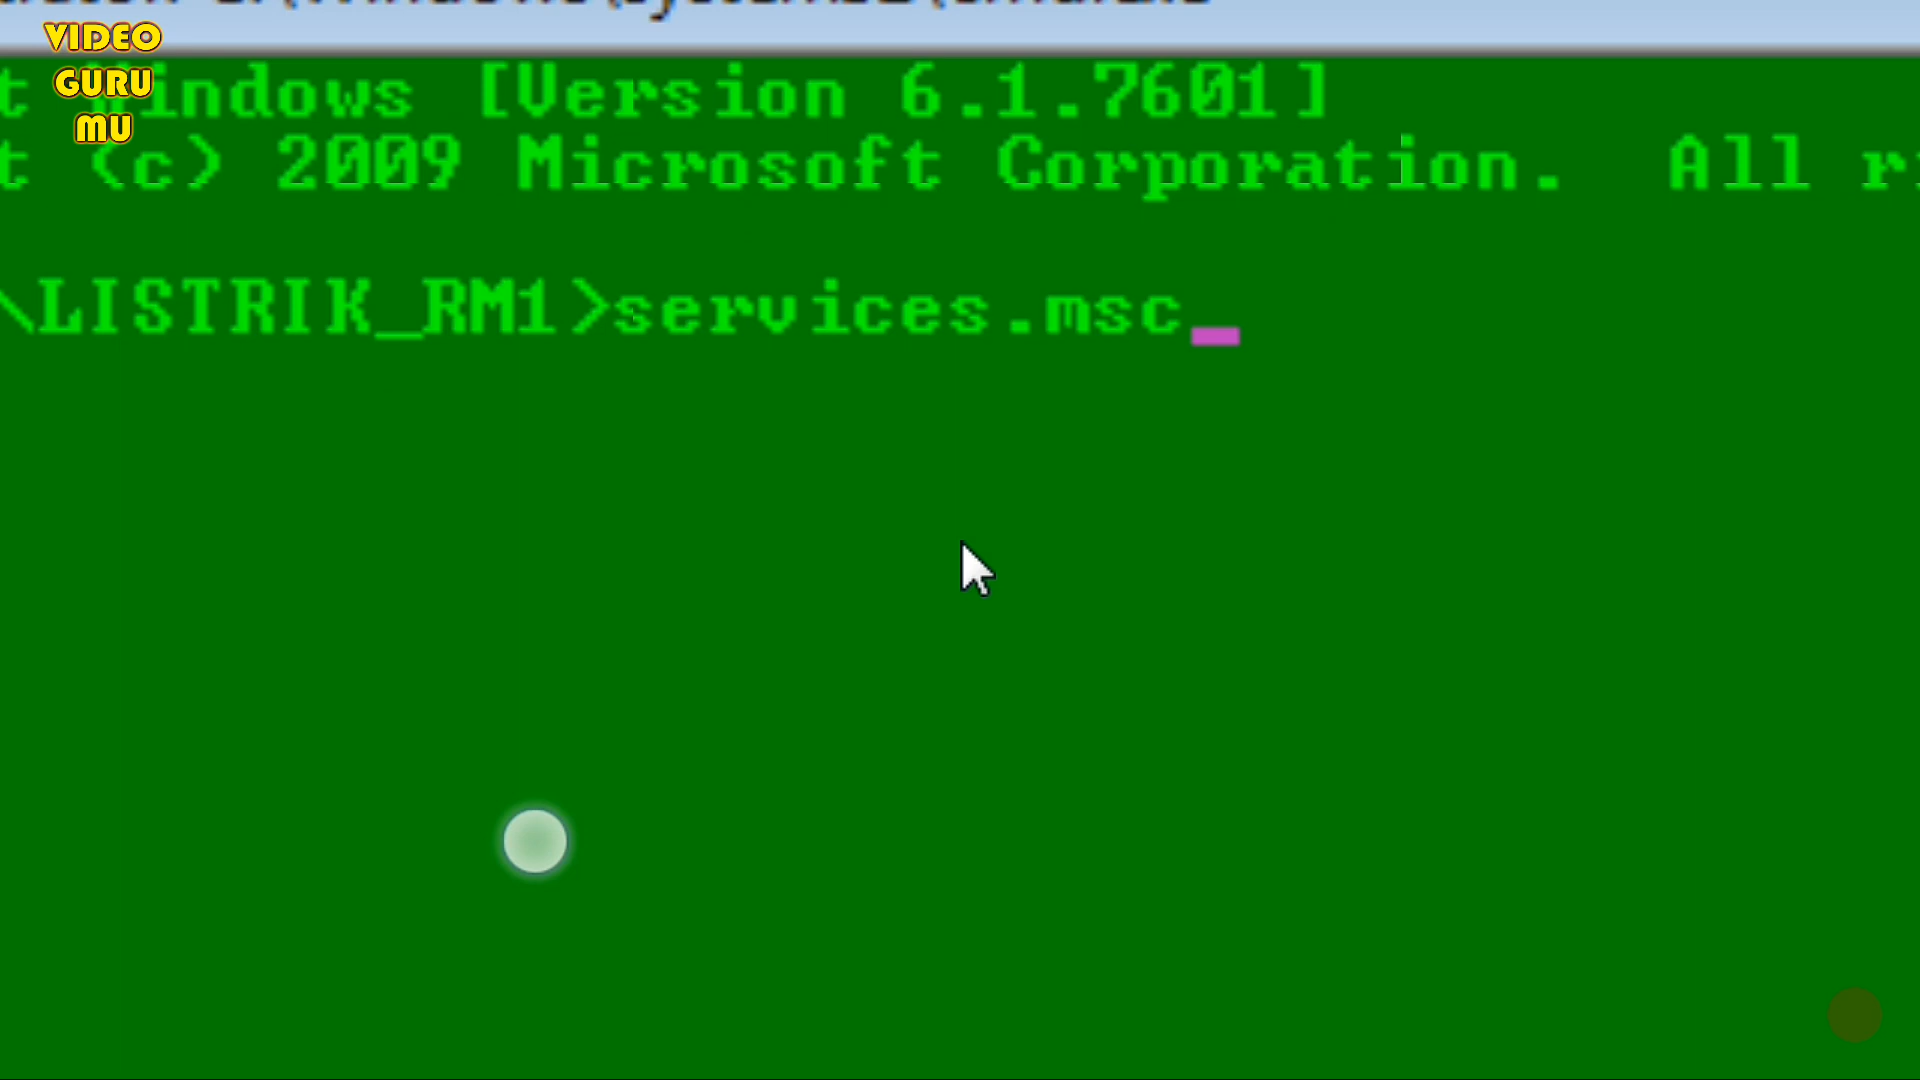 VIDEO
GURU
MU
t Windows [Version 6.1.7601]
t (c) 2009 Microsoft Corporation. All r
\LISTRIK_RM1>services.msc_